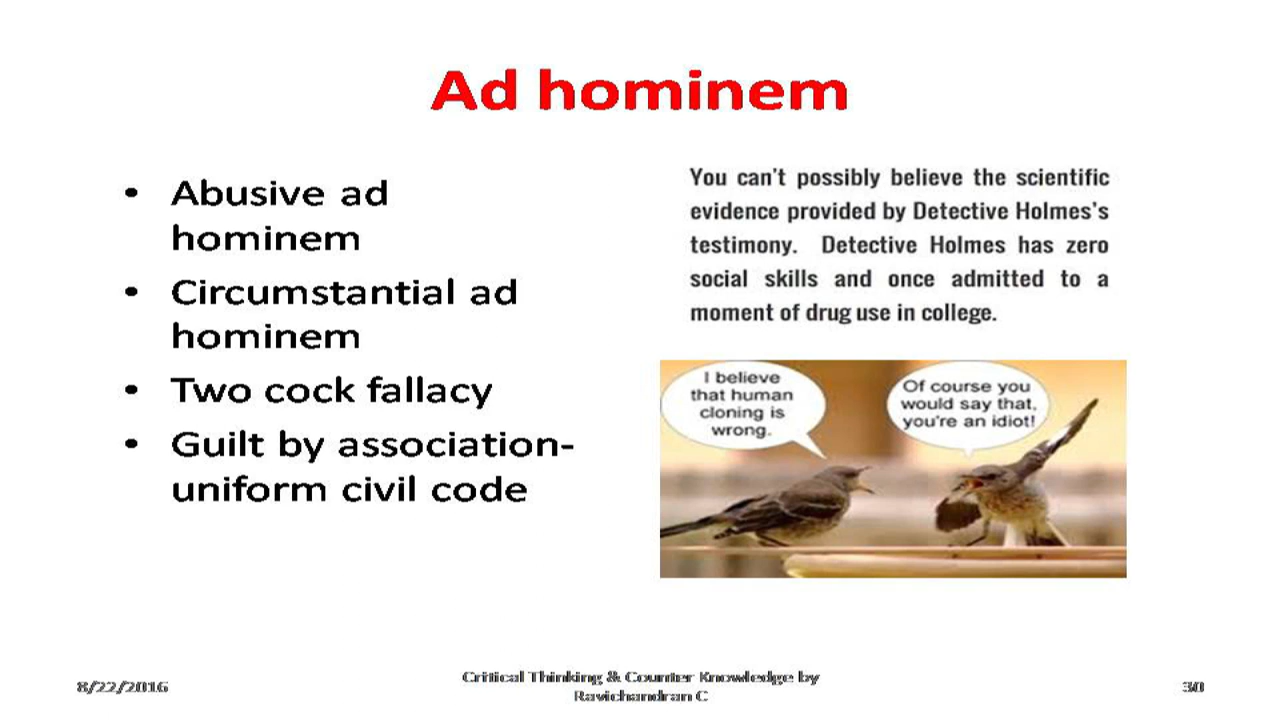 Ad hominem
• Abusive ad
hominem
• Circumstantial ad
hominem
• Two cock fallacy
• Guilt by association-
uniform civil code
You can't possibly believe the scientific
evidence provided by Detective Holmes's
testimony. Detective Holmes has zero
social skills and once admitted to a
moment of drug use in college.
I believe
that human
cloning is
wrong.
Of course you
would say that,
you're an idiot!
8/22/2016
Critical Thinking & Counter Knowledge by
Ravichandran C
30